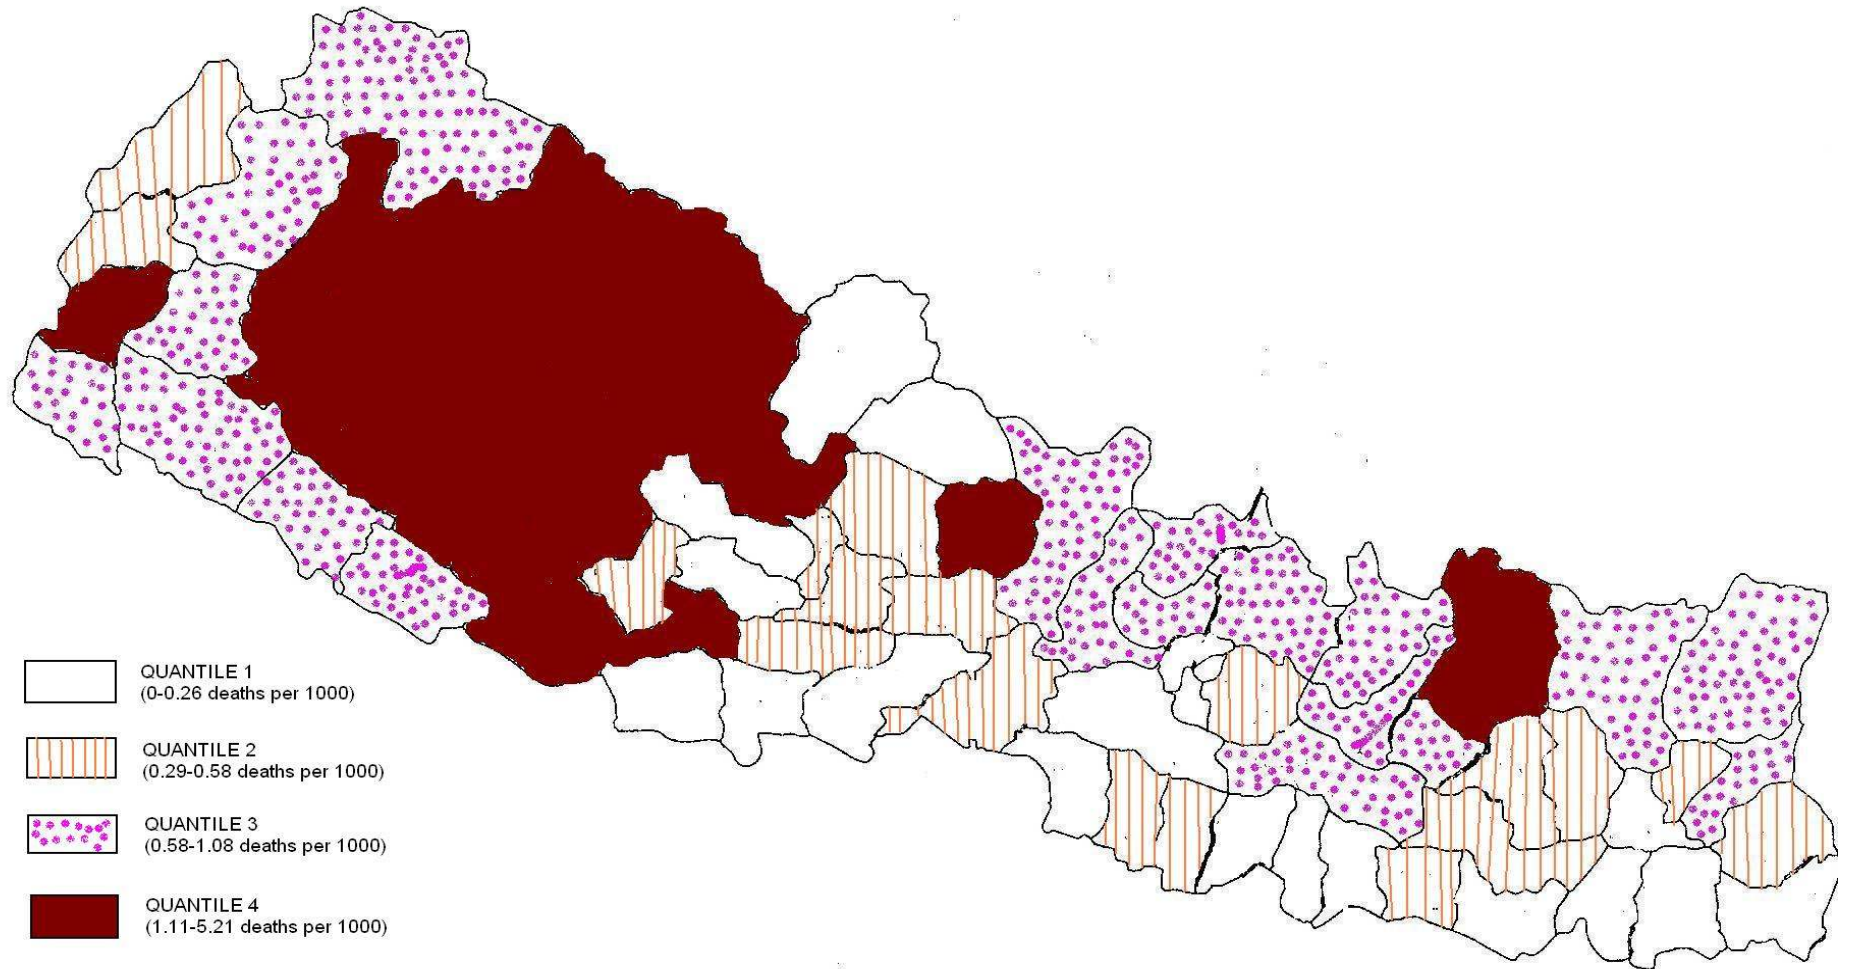 QUANTILE 1
(0-0.26 deaths per 1000)
QUANTILE 2
(0.29-0.58 deaths per 1000)
QUANTILE 3
(0.58-1.08 deaths per 1000)
QUANTILE 4
(1.11-5.21 deaths per 1000)